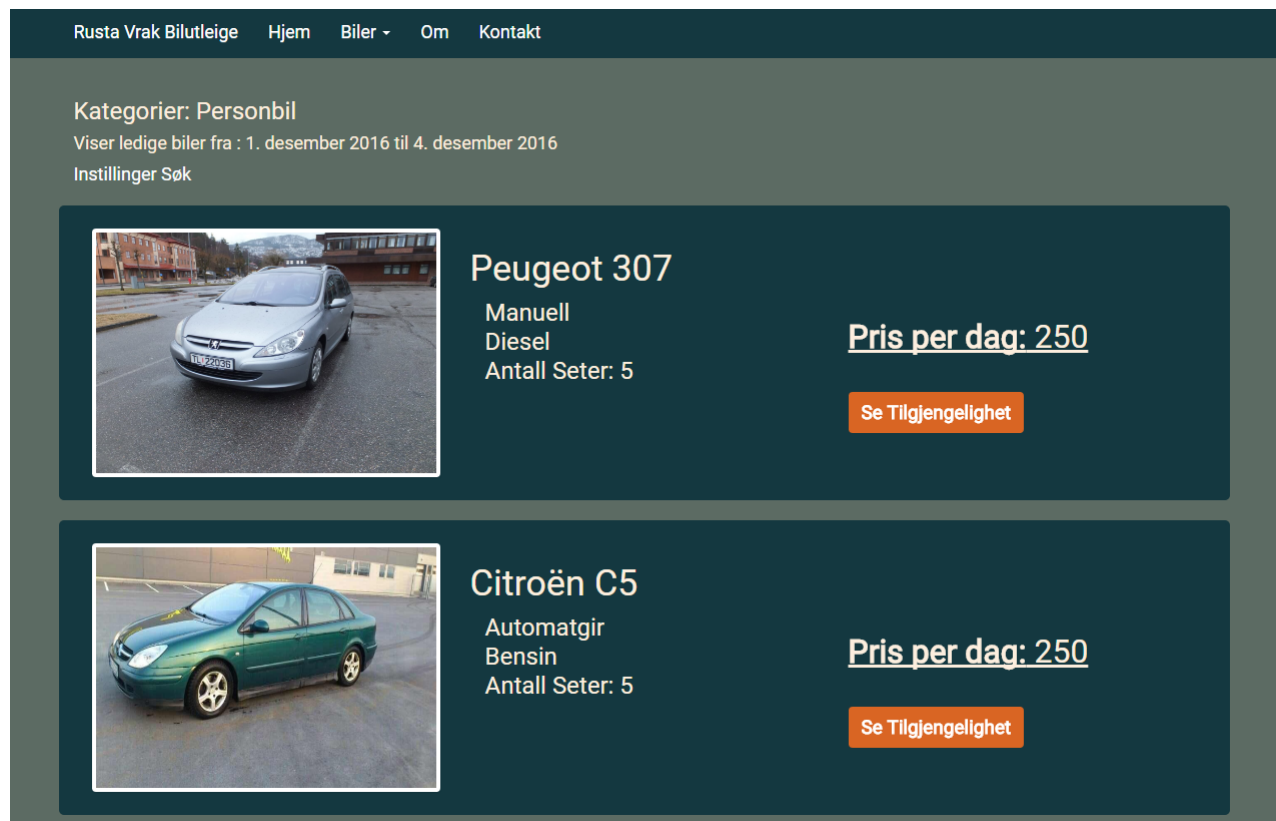 Rusta Vrak Bilutleige Hjem Biler Om Kontakt
Kategorier: Personbil
Viser ledige biler fra : 1. desember 2016 til 4. desember 2016
Instillinger Søk
Peugeot 307
Manuell
Diesel
Antall Seter: 5
Pris per dag: 250
Se Tilgjengelighet
Citroën C5
Automatgir
Bensin
Antall Seter: 5
Pris per dag: 250
Se Tilgjengelighet